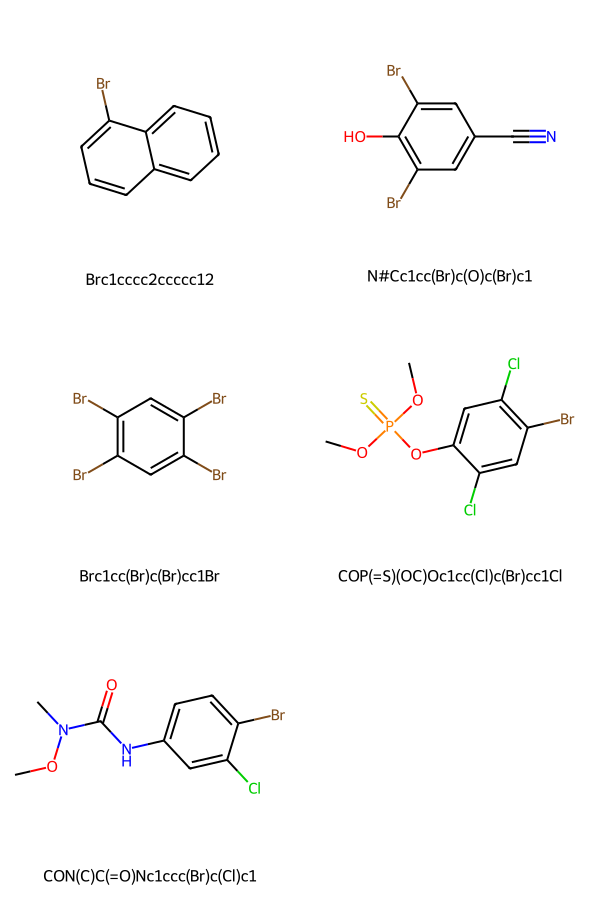 Br
Brc1cccc2ccccc12
Br
HO
N
Br
N#Cc1cc(Br)c(O)c(Br)c1
Br Br
Br Br
Brc1cc(Br)c(Br)cc1Br
Cl
S
O
Br
P
O
O
Cl
COP(=S)(OC)Oc1cc(Cl)c(Br)cc1Cl
O
Br
N
N
H
O
Cl
CON(C)C(=O)Nc1ccc(Br)c(Cl)c1